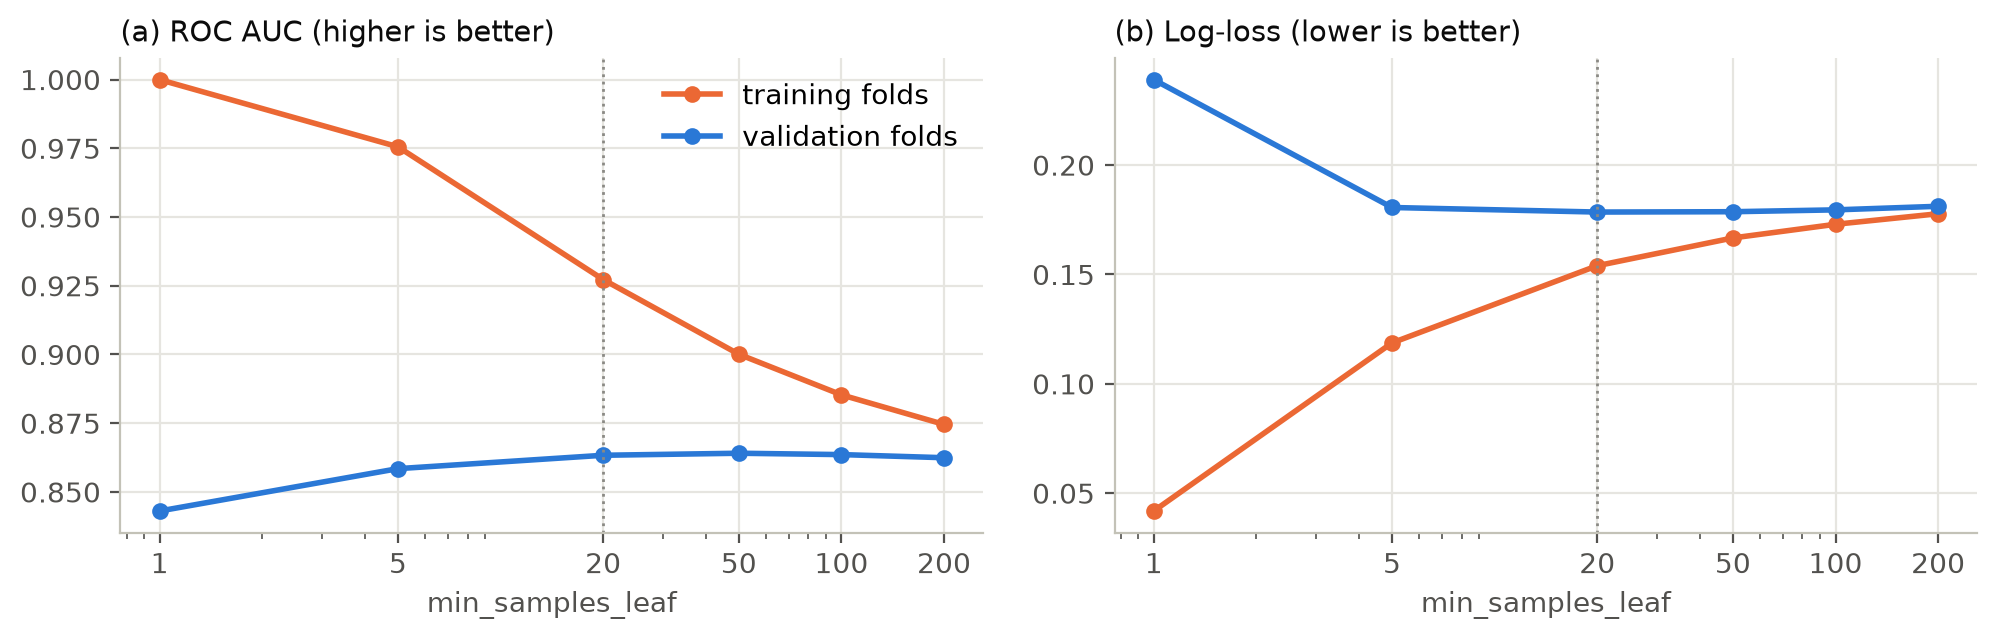 (a) ROC AUC (higher is better)
1.000
0.975
0.950
0.925
0.900
0.875
0.850
training folds
validation folds
1 5 20 50 100 200
min_samples_leaf
(b) Log-loss (lower is better)
0.20
0.15
0.10
0.05
1 5 20 50 100 200
min_samples_leaf